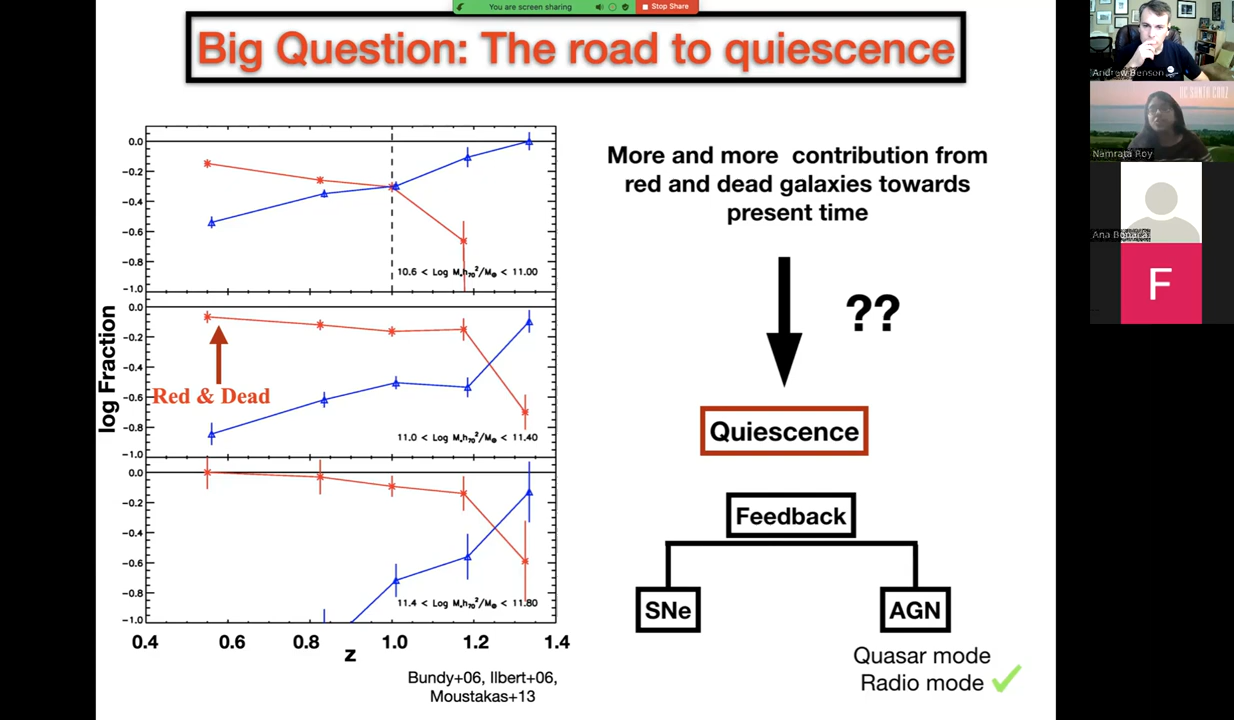 You are screen sharing
Stop Share
Big Question: The road to quiescence
0.0
-0.2
-0.4
-0.6
-0.8
-1.0
10.6 < Log M*h70^2/M⊙ < 11.00
0.0
-0.2
-0.4
-0.6
-0.8
-1.0
Red & Dead
11.0 < Log M*h70^2/M⊙ < 11.40
0.0
-0.2
-0.4
-0.6
-0.8
-1.0
11.4 < Log M*h70^2/M⊙ < 11.80
log Fraction
0.4 0.6 0.8 1.0 1.2 1.4
z
Bundy+06, Ilbert+06,
Moustakas+13
More and more contribution from
red and dead galaxies towards
present time
??
Quiescence
Feedback
SNe
AGN
Quasar mode
Radio mode
Andrew Benson
UC SANTA CRUZ
Namrata Roy
Ana Bonaca
F